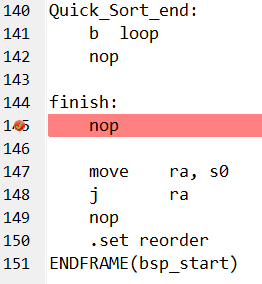 140 Quick_Sort_end:
141     b  loop
142     nop
143
144 finish:
145     nop
146
147     move    ra, s0
148     j       ra
149     nop
150     .set reorder
151 ENDFRAME(bsp_start)